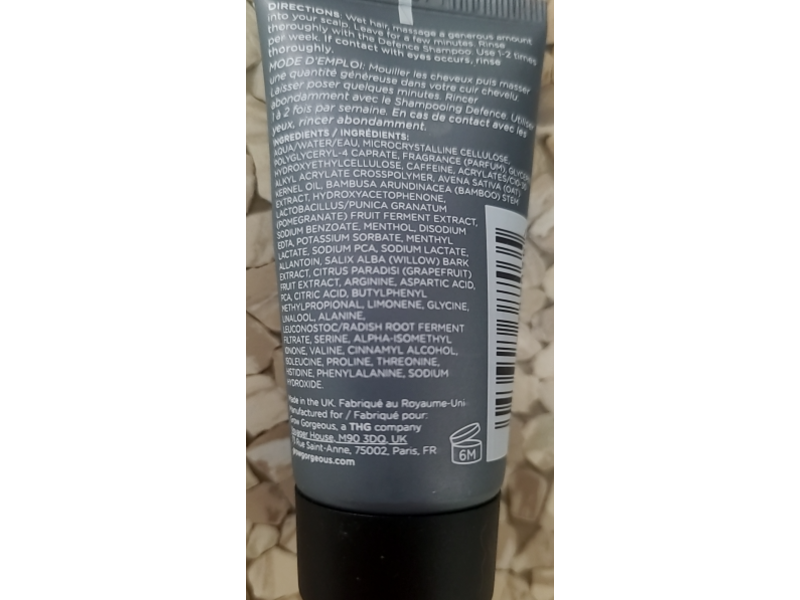 DIRECTIONS: Wet hair, massage a generous amount
into your scalp. Leave for a few minutes. Rinse
thoroughly with the Defence Shampoo. Use 1-2 times
per week. If contact with eyes occurs, rinse
thoroughly.
MODE D'EMPLOI: Mouiller les cheveux puis masser
une quantité généreuse dans votre cuir chevelu
Laisser poser quelques minutes. Rincer
abondamment avec le Shampooing Defence. Utiliser
1 à 2 fois par semaine. En cas de contact avec les
yeux, rincer abondamment.
INGREDIENTS / INGRÉDIENTS:
AQUA/WATER/EAU, MICROCRYSTALLINE CELLULOSE,
POLYGLYCERYL-4 CAPRATE, FRAGRANCE (PARFUM),
HYDROXYETHYLCELLULOSE, CAFFEINE, ACRYLATES/C10-30
ALKYL ACRYLATE CROSSPOLYMER, AVENA SATIVA (OAT)
KERNEL OIL, BAMBUSA ARUNDINACEA (BAMBOO) STEM
EXTRACT, HYDROXYACETOPHENONE,
LACTOBACILLUS/PUNICA GRANATUM
(POMEGRANATE) FRUIT FERMENT EXTRACT,
SODIUM BENZOATE, MENTHOL, DISODIUM
EDTA, POTASSIUM SORBATE, MENTHYL
LACTATE, SODIUM PCA, SODIUM LACTATE,
ALLANTOIN, SALIX ALBA (WILLOW) BARK
EXTRACT, CITRUS PARADISI (GRAPEFRUIT)
FRUIT EXTRACT, ARGININE, ASPARTIC ACID,
PCA, CITRIC ACID, BUTYLPHENYL
METHYLPROPIONAL, LIMONENE, GLYCINE,
LINALOOL, ALANINE,
LEUCONOSTOC/RADISH ROOT FERMENT
FILTRATE, SERINE, ALPHA-ISOMETHYL
IONONE, VALINE, CINNAMYL ALCOHOL,
ISOLEUCINE, PROLINE, THREONINE,
HISTIDINE, PHENYLALANINE, SODIUM
HYDROXIDE.
Made in the UK. Fabriqué au Royaume-Uni
Manufactured for / Fabriqué pour:
Grow Gorgeous, a THG company
House, M90 3DQ, UK
Rue Sainte-Anne, 75002, Paris, FR
growgorgeous.com
6M